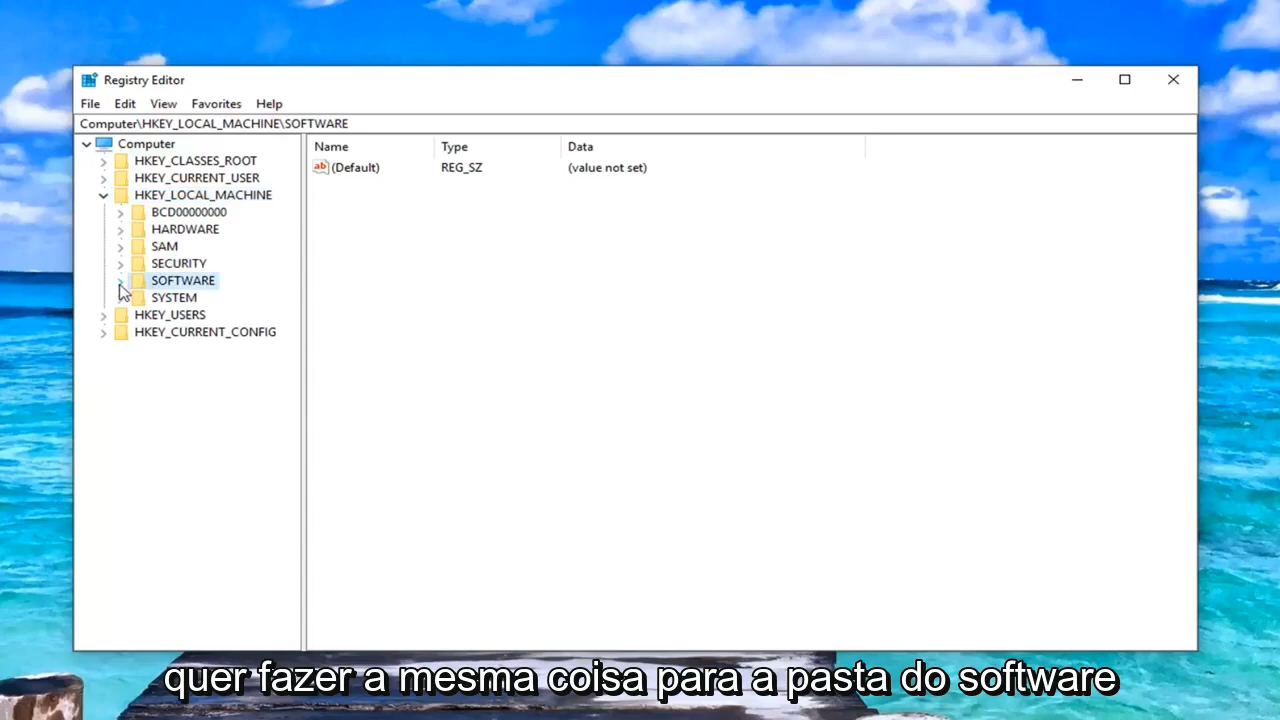 Registry Editor
File Edit View Favorites Help
Computer\HKEY_LOCAL_MACHINE\SOFTWARE
Computer
HKEY_CLASSES_ROOT
HKEY_CURRENT_USER
HKEY_LOCAL_MACHINE
BCD00000000
HARDWARE
SAM
SECURITY
SOFTWARE
SYSTEM
HKEY_USERS
HKEY_CURRENT_CONFIG
Name Type Data
ab (Default) REG_SZ (value not set)
quer fazer a mesma coisa para a pasta do software